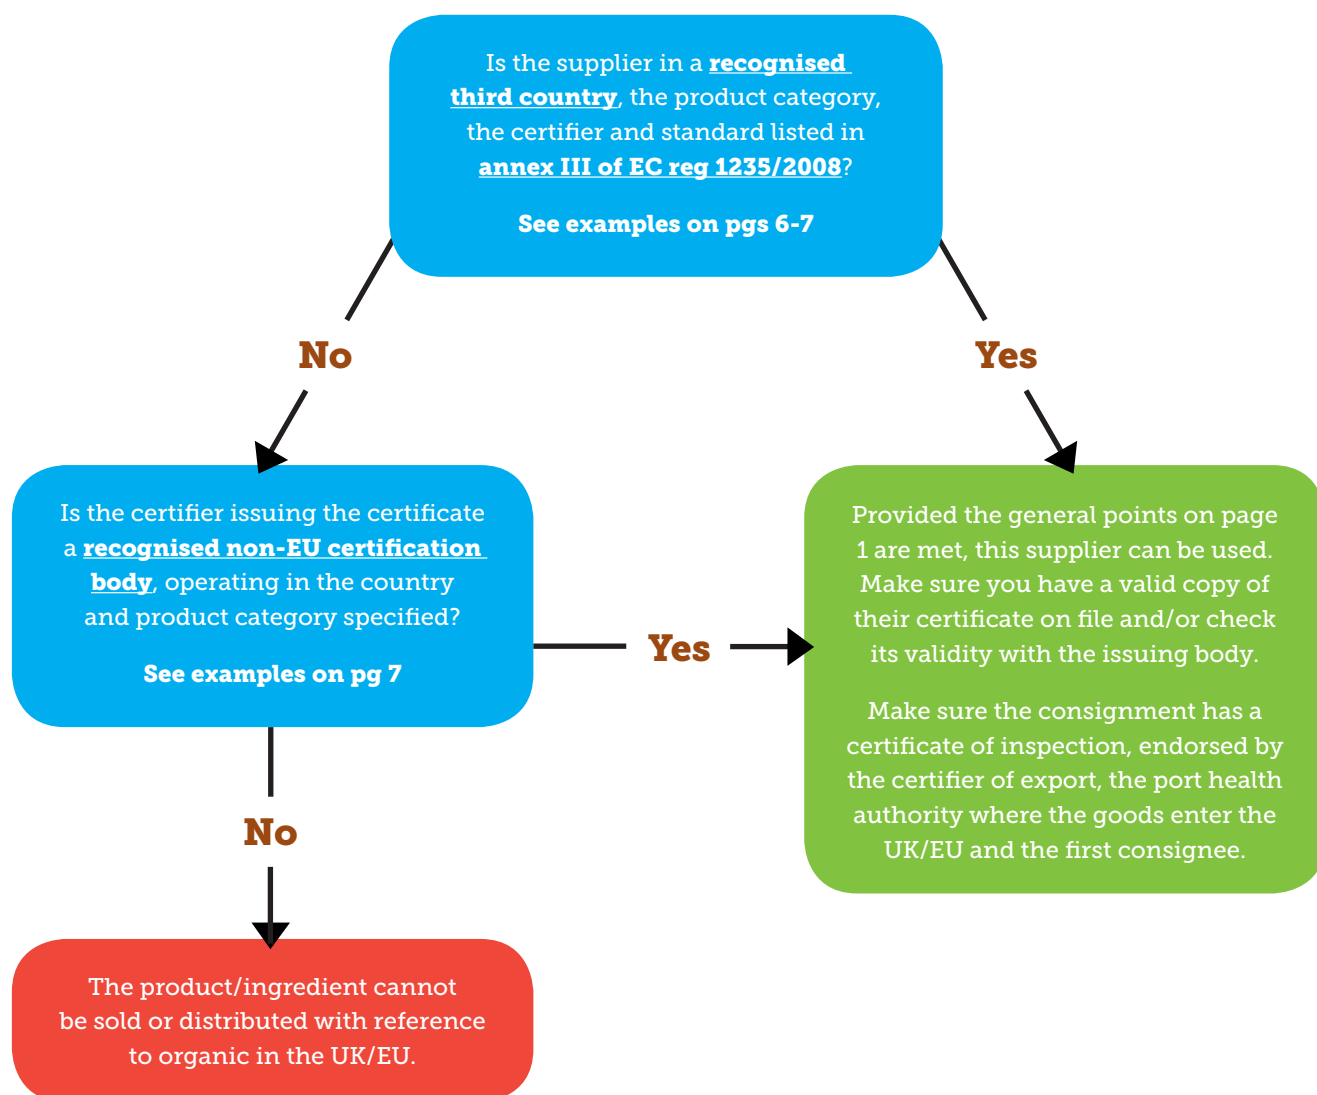 Is the supplier in a recognised
third country, the product category,
the certifier and standard listed in
annex III of EC reg 1235/2008?
See examples on pgs 6-7
No
Yes
Is the certifier issuing the certificate
a recognised non-EU certification
body, operating in the country
and product category specified?
See examples on pg 7
Yes
Provided the general points on page
1 are met, this supplier can be used.
Make sure you have a valid copy of
their certificate on file and/or check
its validity with the issuing body.
Make sure the consignment has a
certificate of inspection, endorsed by
the certifier of export, the port health
authority where the goods enter the
UK/EU and the first consignee.
No
The product/ingredient cannot
be sold or distributed with reference
to organic in the UK/EU.